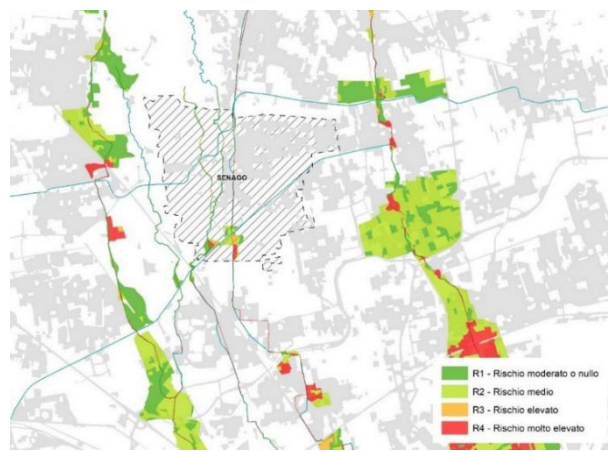 SENAGO
R1 - Rischio moderato o nullo
R2 - Rischio medio
R3 - Rischio elevato
R4 - Rischio molto elevato